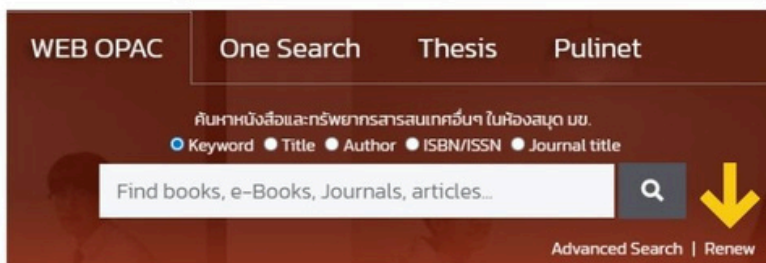 WEB OPAC One Search Thesis Pulinet
ค้นหาหนังสือและทรัพยากรสารสนเทศอื่นๆ ในห้องสมุด มข.
Keyword Title Author ISBN/ISSN Journal title
Find books, e-Books, Journals, articles...
Advanced Search | Renew